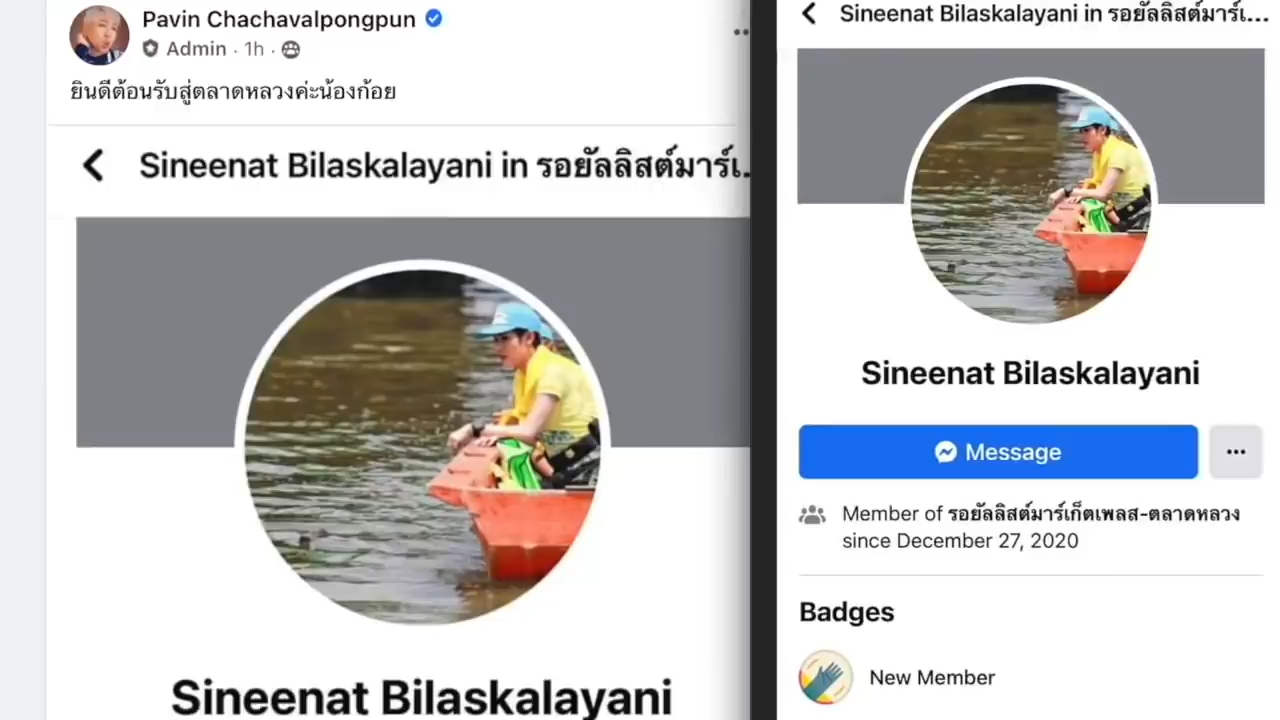 Pavin Chachavalpongpun
Admin · 1h ·
ยินดีต้อนรับสู่ตลาดหลวงค่ะน้องก้อย
Sineenat Bilaskalayani in รอยัลลิสต์มาร์เ...
Sineenat Bilaskalayani
Sineenat Bilaskalayani in รอยัลลิสต์มาร์เ...
Sineenat Bilaskalayani
Message
Member of รอยัลลิสต์มาร์เก็ตเพลส-ตลาดหลวง
since December 27, 2020
Badges
New Member